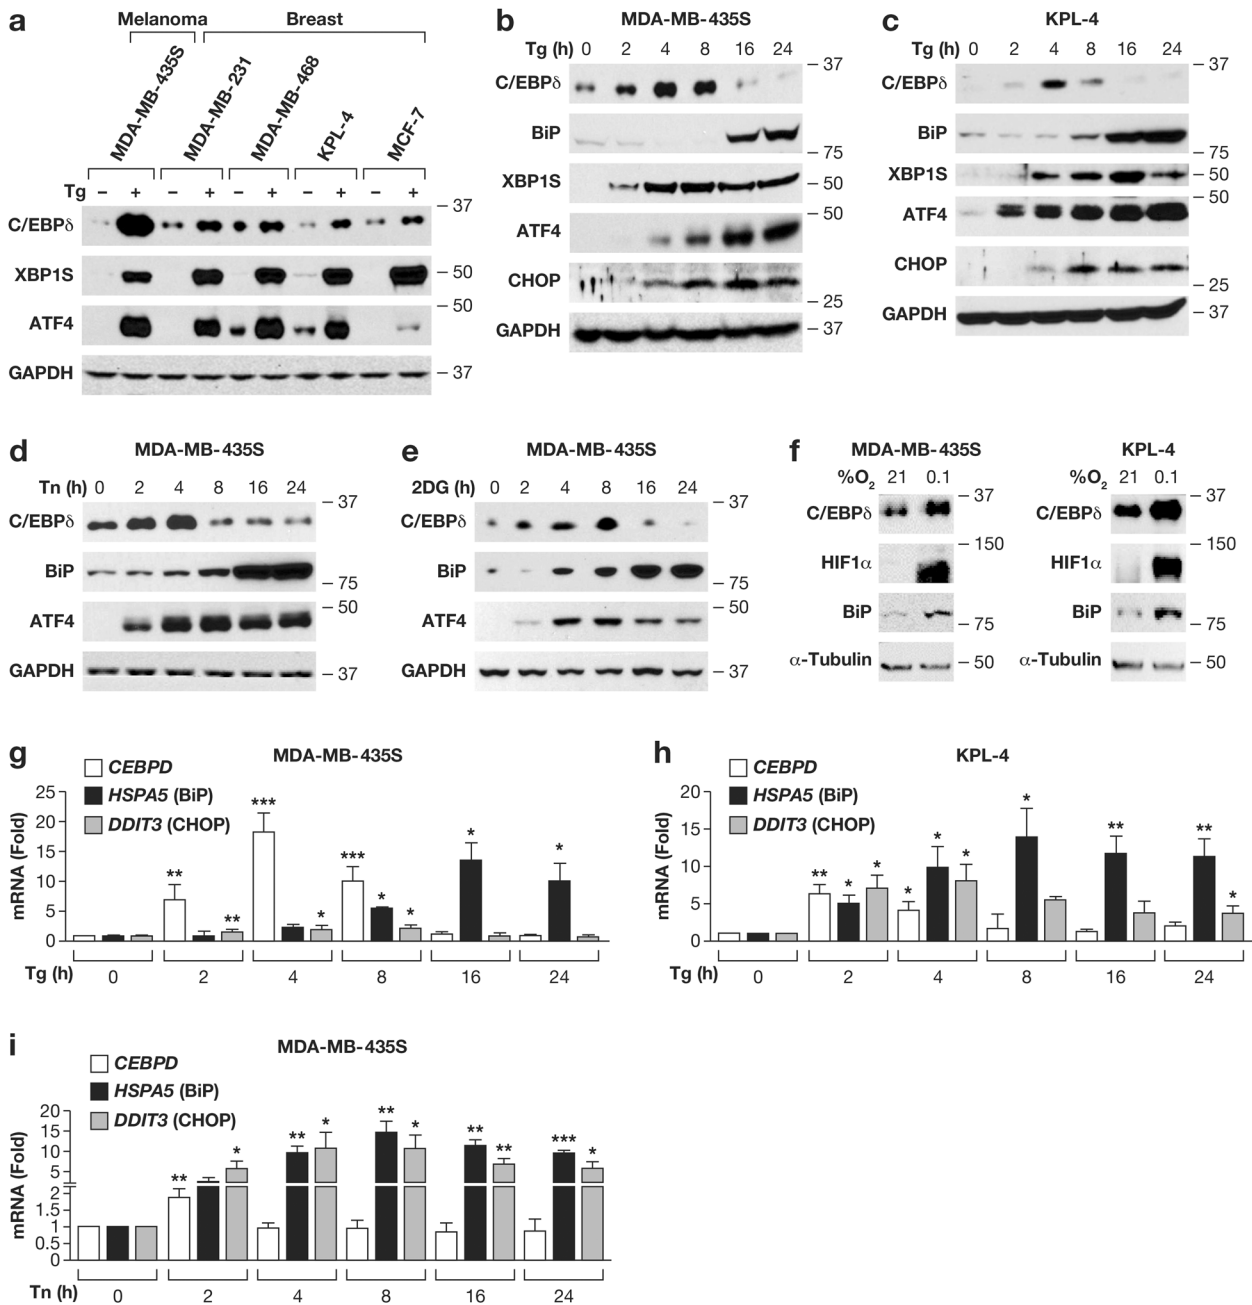 a
Melanoma Breast
MDA-MB-435S MDA-MB-231 MDA-MB-468 KPL-4 MCF-7
Tg – + – + – + – + – +
C/EBPδ – 37
XBP1S – 50
ATF4 – 50
GAPDH – 37
b
MDA-MB-435S
Tg (h) 0 2 4 8 16 24
C/EBPδ – 37
BiP – 75
XBP1S – 50
ATF4 – 50
CHOP – 25
GAPDH – 37
c
KPL-4
Tg (h) 0 2 4 8 16 24
C/EBPδ – 37
BiP – 75
XBP1S – 50
ATF4 – 50
CHOP – 25
GAPDH – 37
d
MDA-MB-435S
Tn (h) 0 2 4 8 16 24
C/EBPδ – 37
BiP – 75
ATF4 – 50
GAPDH – 37
e
MDA-MB-435S
2DG (h) 0 2 4 8 16 24
C/EBPδ – 37
BiP – 75
ATF4 – 50
GAPDH – 37
f
MDA-MB-435S
%O₂ 21 0.1
C/EBPδ – 37
HIF1α – 150
BiP – 75
α-Tubulin – 50
KPL-4
%O₂ 21 0.1
C/EBPδ – 37
HIF1α – 150
BiP – 75
α-Tubulin – 50
g
MDA-MB-435S
CEBPD
HSPA5 (BiP)
DDIT3 (CHOP)
mRNA (Fold)
25
20
15
10
5
0
** ** *** * *** * * * *
Tg (h) 0 2 4 8 16 24
h
KPL-4
CEBPD
HSPA5 (BiP)
DDIT3 (CHOP)
mRNA (Fold)
20
15
10
5
0
** * * * * * * ** ** *
Tg (h) 0 2 4 8 16 24
i
MDA-MB-435S
CEBPD
HSPA5 (BiP)
DDIT3 (CHOP)
mRNA (Fold)
20
15
10
5
2
1.5
1
0.5
0
** * ** * ** * ** ** *** *
Tn (h) 0 2 4 8 16 24